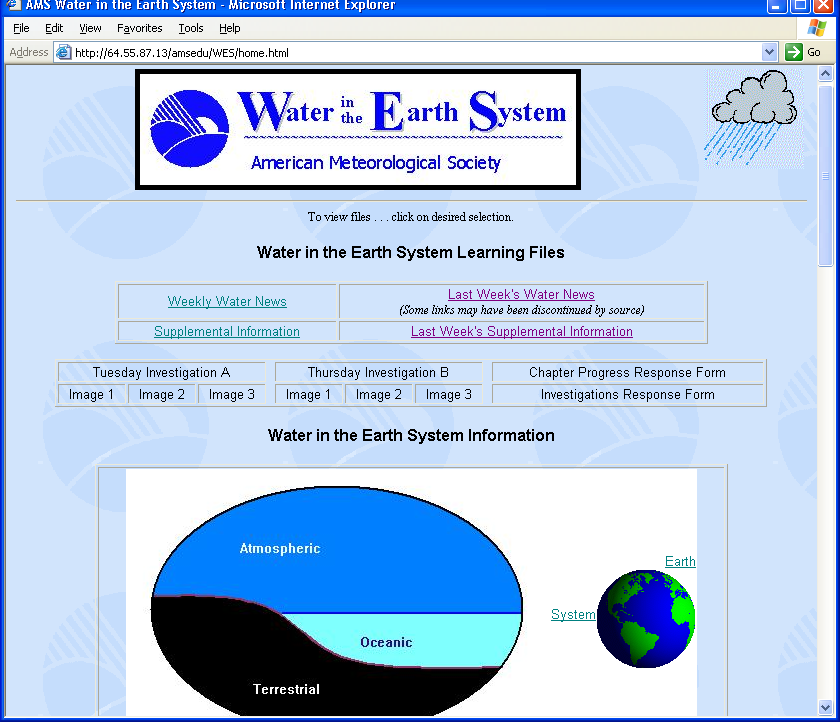 AMS Water in the Earth System - Microsoft Internet Explorer
File Edit View Favorites Tools Help
Address http://64.55.87.13/amsedu/WES/home.html Go
Water in the Earth System
American Meteorological Society
To view files . . . click on desired selection.
Water in the Earth System Learning Files
Weekly Water News Last Week's Water News
(Some links may have been discontinued by source)
Supplemental Information Last Week's Supplemental Information
Tuesday Investigation A Thursday Investigation B Chapter Progress Response Form
Image 1 Image 2 Image 3 Image 1 Image 2 Image 3 Investigations Response Form
Water in the Earth System Information
Atmospheric
Earth
System
Oceanic
Terrestrial